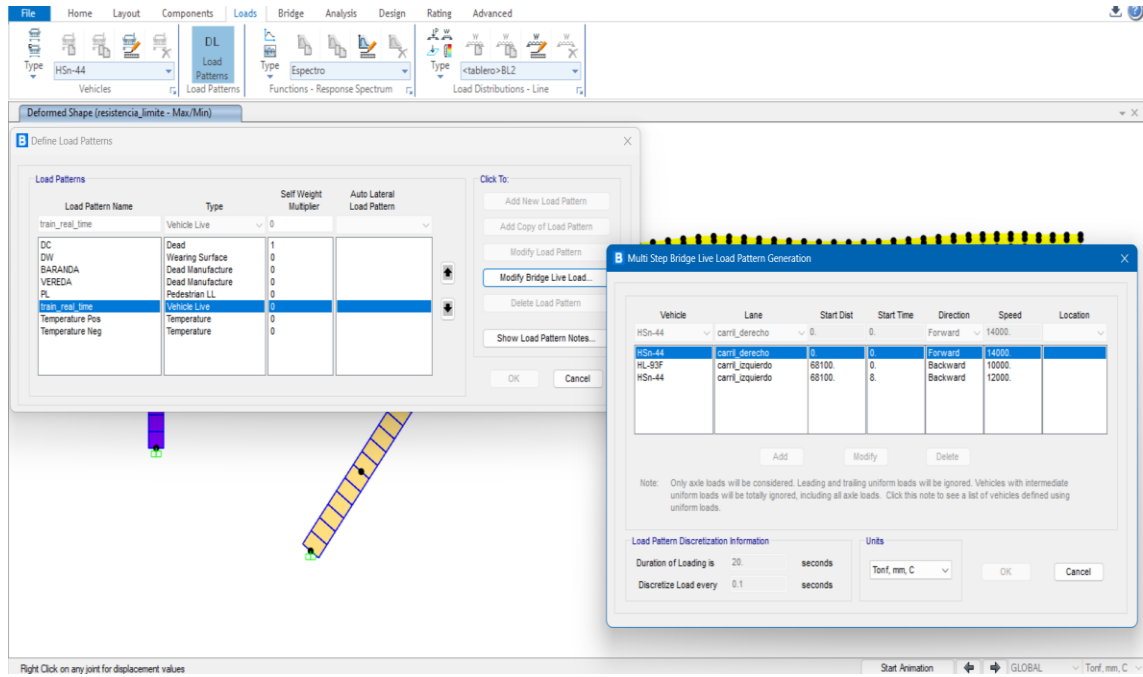 File Home Layout Components Loads Bridge Analysis Design Rating Advanced
DL
Type Load Type Type
HSn-44 Patterns Espectro <tablero>BL2
Vehicles Load Patterns Functions - Response Spectrum Load Distributions - Line
Deformed Shape (resistencia_limite - Max/Min)
B Define Load Patterns
Load Patterns
Load Pattern Name Type Self Weight Multiplier Auto Lateral Load Pattern
train_real_time Vehicle Live 0
DC Dead 1
DW Wearing Surface 0
BARANDA Dead Manufacture 0
VEREDA Dead Manufacture 0
PL Pedestrian LL 0
train_real_time Vehicle Live 0
Temperature Pos Temperature 0
Temperature Neg Temperature 0
Click To:
Add New Load Pattern
Add Copy of Load Pattern
Modify Load Pattern
Modify Bridge Live Load...
Delete Load Pattern
Show Load Pattern Notes...
OK Cancel
B Multi Step Bridge Live Load Pattern Generation
Vehicle Lane Start Dist Start Time Direction Speed Location
HSn-44 carril_derecho 0. 0. Forward 14000.
HSn-44 carril_derecho 0. 0. Forward 14000.
HL-93F carril_izquierdo 68100. 0. Backward 10000.
HSn-44 carril_izquierdo 68100. 8. Backward 12000.
Add Modify Delete
Note: Only axle loads will be considered. Leading and trailing uniform loads will be ignored. Vehicles with intermediate
uniform loads will be totally ignored, including all axle loads. Click this note to see a list of vehicles defined using
uniform loads.
Load Pattern Discretization Information
Duration of Loading is 20. seconds
Discretize Load every 0.1 seconds
Units
Tonf, mm, C
OK Cancel
Right Click on any joint for displacement values
Start Animation GLOBAL Tonf, mm, C